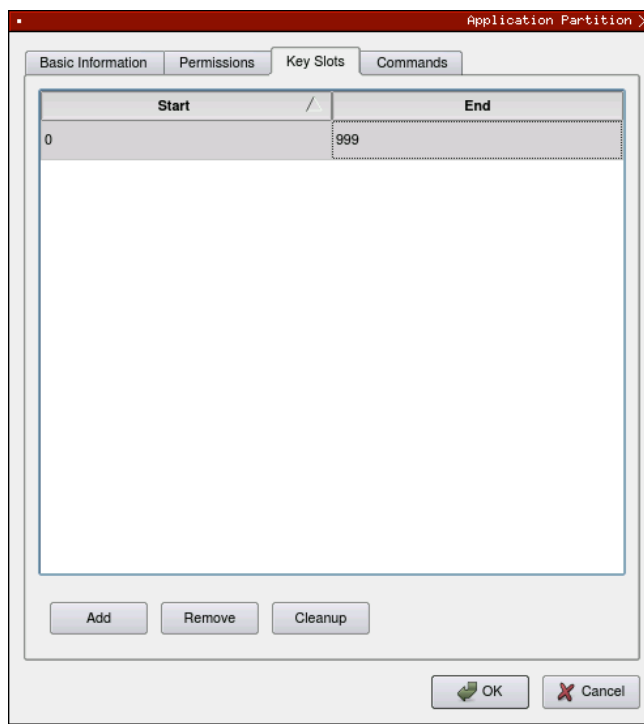 Application Partition
Basic Information Permissions Key Slots Commands
Start End
0 999
Add Remove Cleanup
OK Cancel